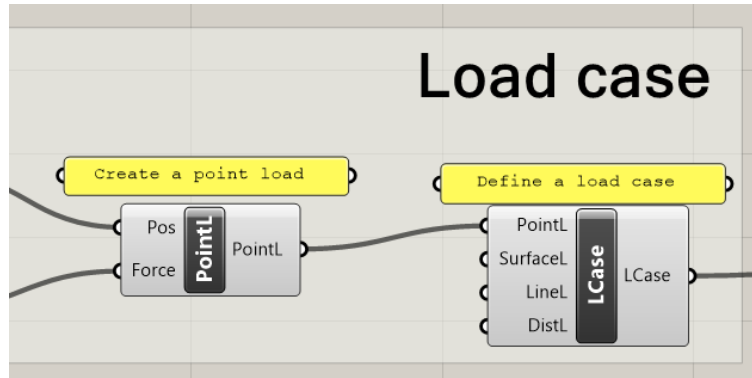 Load case
Create a point load
Define a load case
Pos
Force
PointL
PointL
PointL
SurfaceL
LineL
DistL
LCase
LCase